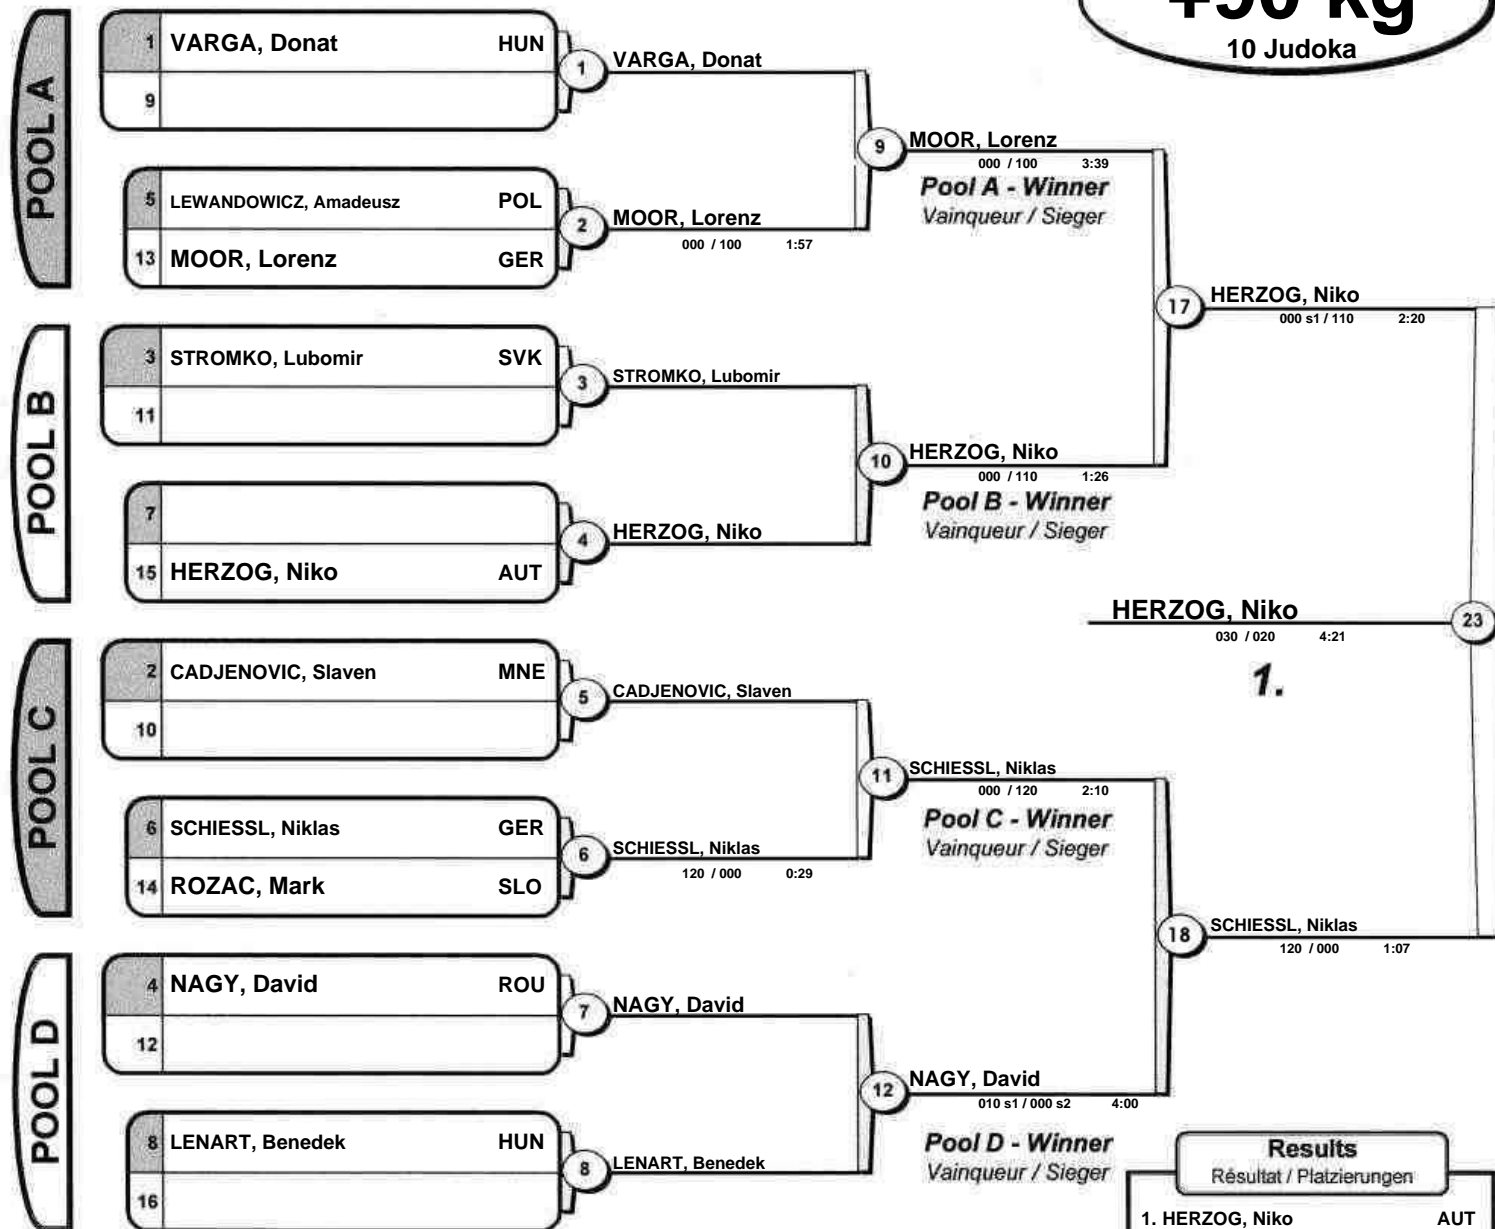 +90 kg
10 Judoka
POOL A
1 VARGA, Donat HUN
9
5 LEWANDOWICZ, Amadeusz POL
13 MOOR, Lorenz GER
1 VARGA, Donat
2 MOOR, Lorenz
000 / 100 1:57
9 MOOR, Lorenz
000 / 100 3:39
Pool A - Winner
Vainqueur / Sieger
POOL B
3 STROMKO, Lubomir SVK
11
7
15 HERZOG, Niko AUT
3 STROMKO, Lubomir
4 HERZOG, Niko
10 HERZOG, Niko
000 / 110 1:26
Pool B - Winner
Vainqueur / Sieger
17 HERZOG, Niko
000 s1 / 110 2:20
HERZOG, Niko 23
030 / 020 4:21
1.
POOL C
2 CADJENOVIC, Slaven MNE
10
6 SCHIESSL, Niklas GER
14 ROZAC, Mark SLO
5 CADJENOVIC, Slaven
6 SCHIESSL, Niklas
120 / 000 0:29
11 SCHIESSL, Niklas
000 / 120 2:10
Pool C - Winner
Vainqueur / Sieger
18 SCHIESSL, Niklas
120 / 000 1:07
POOL D
4 NAGY, David ROU
12
8 LENART, Benedek HUN
16
7 NAGY, David
8 LENART, Benedek
12 NAGY, David
010 s1 / 000 s2 4:00
Pool D - Winner
Vainqueur / Sieger
Results
Résultat / Platzierungen
1. HERZOG, Niko AUT